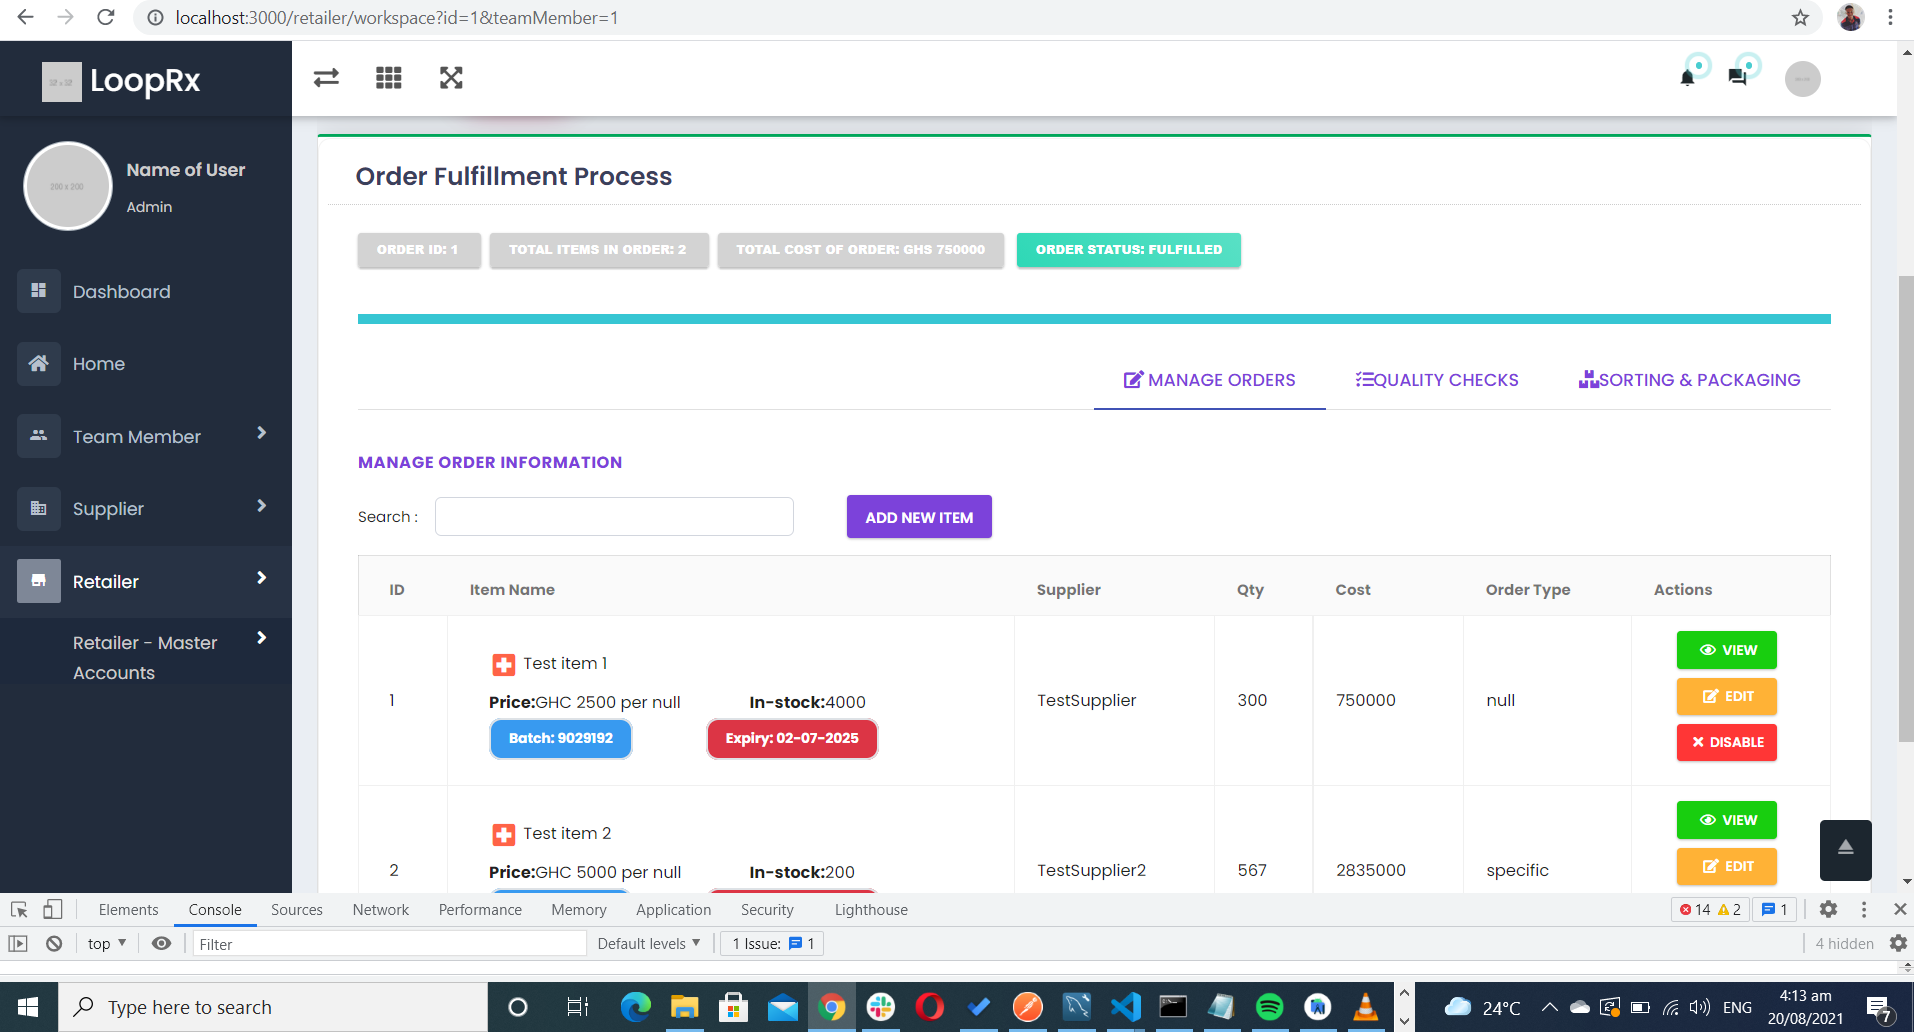 localhost:3000/retailer/workspace?id=1&teamMember=1
LoopRx
Name of User
200 x 200
Admin
Dashboard
Home
Team Member
Supplier
Retailer
Retailer - Master
Accounts
Order Fulfillment Process
ORDER ID: 1
TOTAL ITEMS IN ORDER: 2
TOTAL COST OF ORDER: GHS 750000
ORDER STATUS: FULFILLED
MANAGE ORDERS
QUALITY CHECKS
SORTING & PACKAGING
MANAGE ORDER INFORMATION
Search :
ADD NEW ITEM
ID Item Name Supplier Qty Cost Order Type Actions
Test item 1
Price:GHC 2500 per null In-stock:4000
Batch: 9029192 Expiry: 02-07-2025
1 TestSupplier 300 750000 null
VIEW
EDIT
DISABLE
Test item 2
Price:GHC 5000 per null In-stock:200
2 TestSupplier2 567 2835000 specific
VIEW
EDIT
Elements Console Sources Network Performance Memory Application Security Lighthouse 14 2 1
top Filter Default levels 1 Issue: 1 4 hidden
Type here to search
24°C
ENG
4:13 am
20/08/2021
7